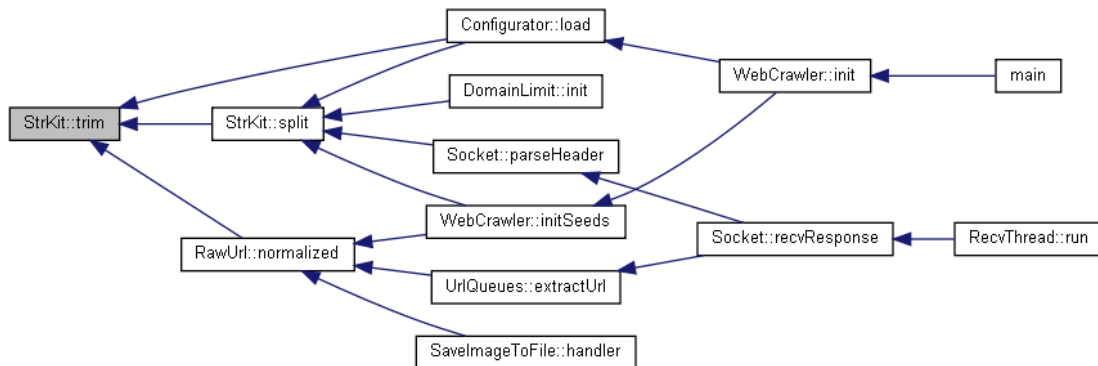 Configurator::load
WebCrawler::init
main
DomainLimit::init
StrKit::trim
StrKit::split
Socket::parseHeader
WebCrawler::initSeeds
Socket::recvResponse
RecvThread::run
RawUrl::normalized
UrlQueues::extractUrl
SaveImageToFile::handler